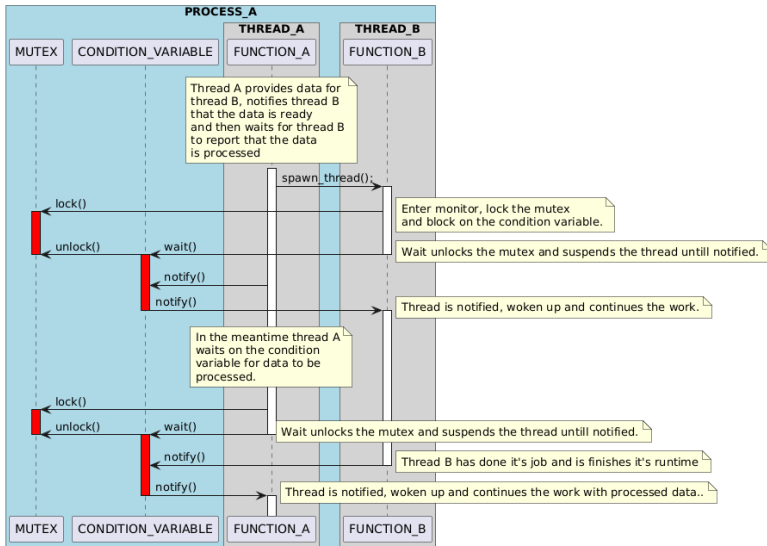 PROCESS_A
THREAD_A
THREAD_B
MUTEX
CONDITION_VARIABLE
FUNCTION_A
FUNCTION_B
Thread A provides data for
thread B, notifies thread B
that the data is ready
and then waits for thread B
to report that the data
is processed
spawn_thread();
lock()
Enter monitor, lock the mutex
and block on the condition variable.
unlock()
wait()
Wait unlocks the mutex and suspends the thread untill notified.
notify()
notify()
Thread is notified, woken up and continues the work.
In the meantime thread A
waits on the condition
variable for data to be
processed.
lock()
unlock()
wait()
Wait unlocks the mutex and suspends the thread untill notified.
notify()
Thread B has done it's job and is finishes it's runtime
notify()
Thread is notified, woken up and continues the work with processed data..
MUTEX
CONDITION_VARIABLE
FUNCTION_A
FUNCTION_B